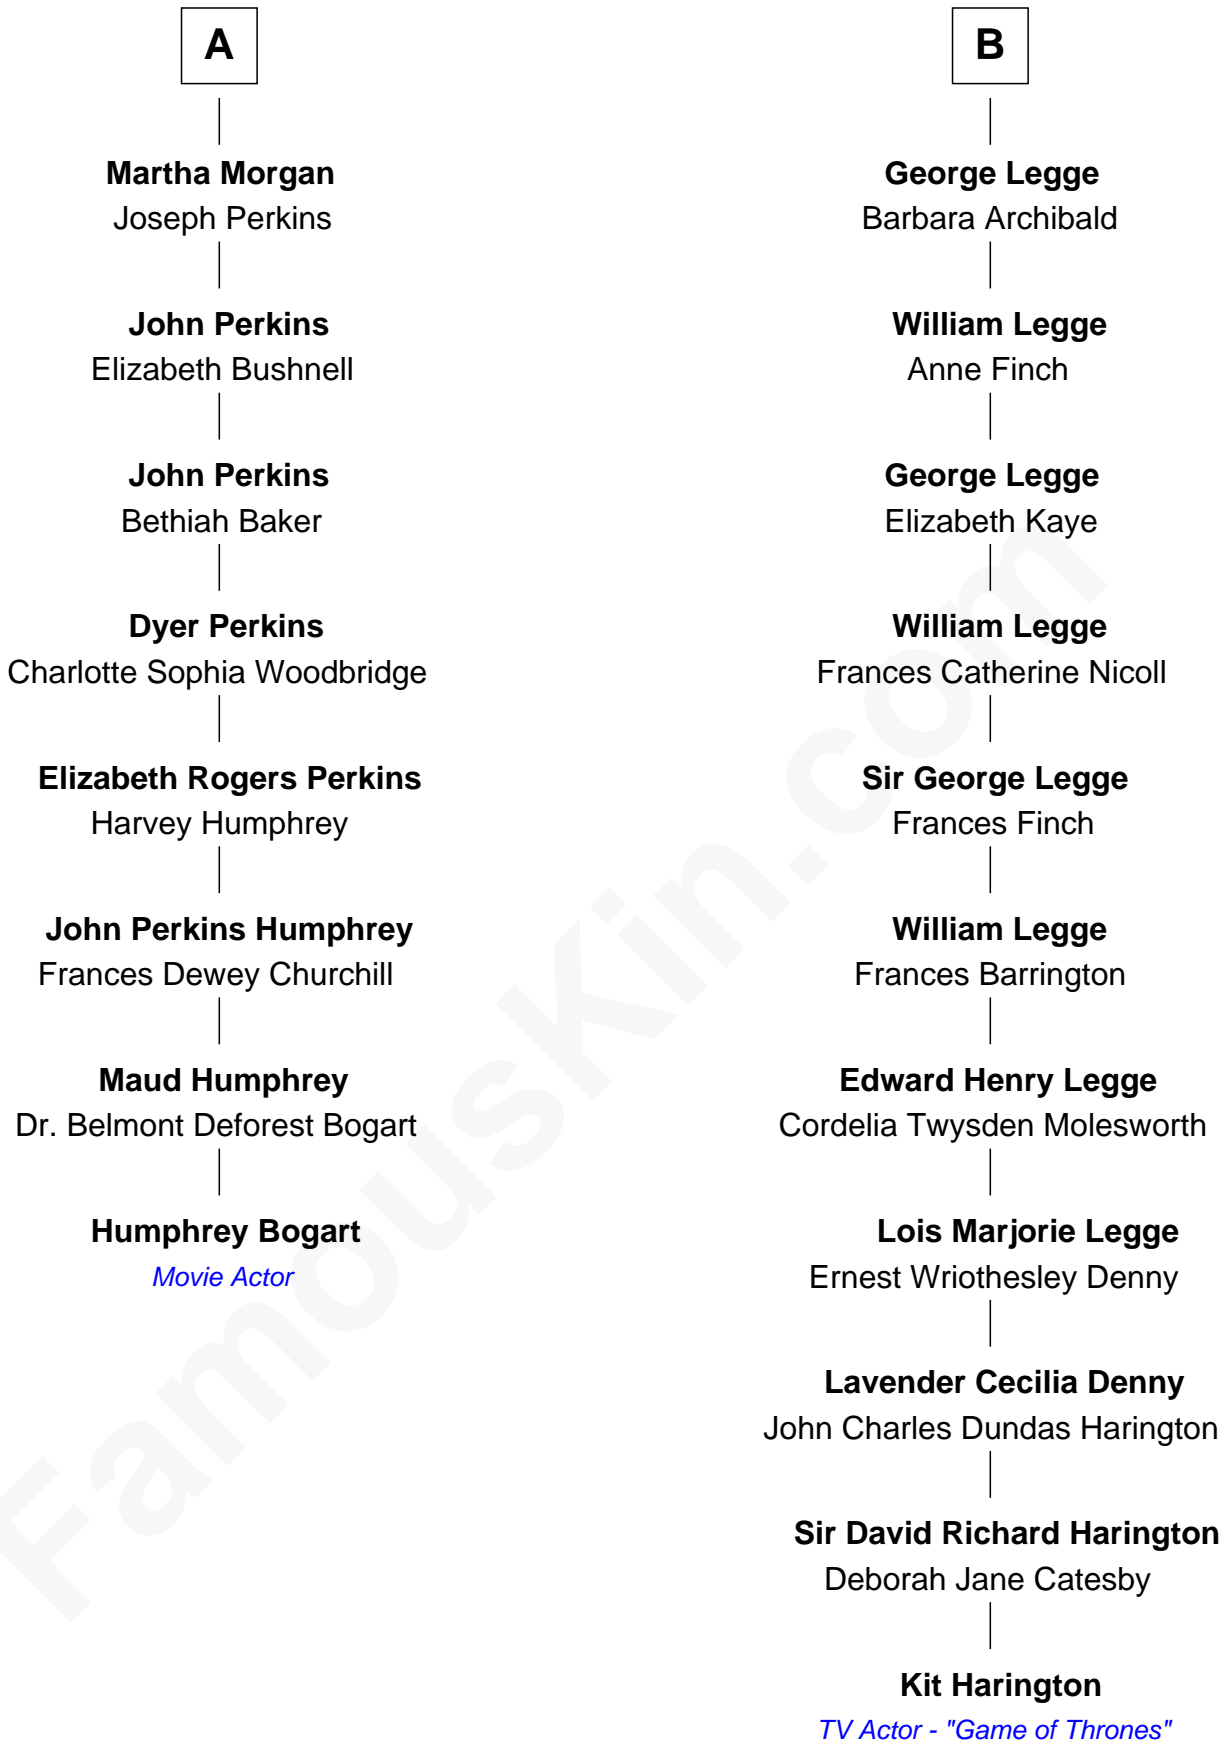 A
Martha Morgan
Joseph Perkins
John Perkins
Elizabeth Bushnell
John Perkins
Bethiah Baker
Dyer Perkins
Charlotte Sophia Woodbridge
Elizabeth Rogers Perkins
Harvey Humphrey
John Perkins Humphrey
Frances Dewey Churchill
Maud Humphrey
Dr. Belmont Deforest Bogart
Humphrey Bogart
Movie Actor
B
George Legge
Barbara Archibald
William Legge
Anne Finch
George Legge
Elizabeth Kaye
William Legge
Frances Catherine Nicoll
Sir George Legge
Frances Finch
William Legge
Frances Barrington
Edward Henry Legge
Cordelia Twysden Molesworth
Lois Marjorie Legge
Ernest Wriothesley Denny
Lavender Cecilia Denny
John Charles Dundas Harington
Sir David Richard Harington
Deborah Jane Catesby
Kit Harington
TV Actor - "Game of Thrones"
FamousKin.com